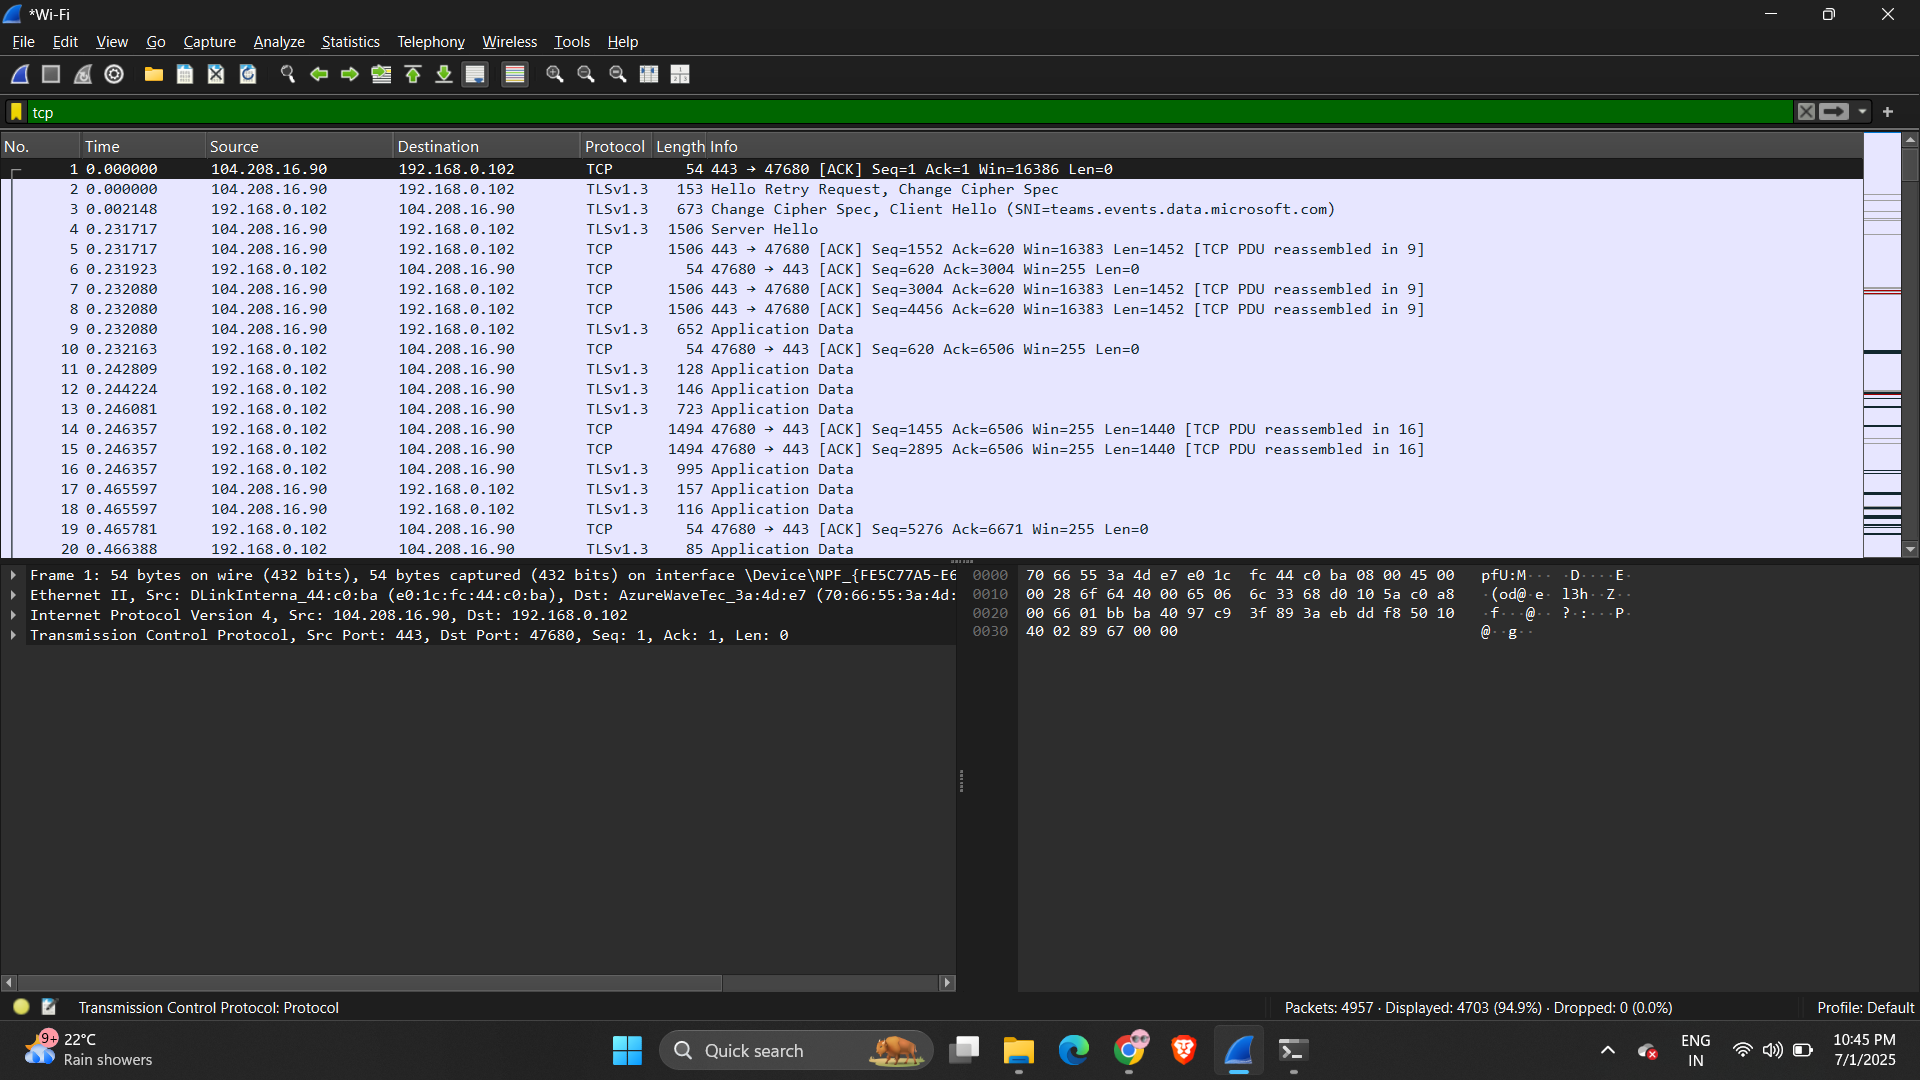 *Wi-Fi
File Edit View Go Capture Analyze Statistics Telephony Wireless Tools Help
tcp
No. Time Source Destination Protocol Length Info
1 0.000000 104.208.16.90 192.168.0.102 TCP 54 443 → 47680 [ACK] Seq=1 Ack=1 Win=16386 Len=0
2 0.000000 104.208.16.90 192.168.0.102 TLSv1.3 153 Hello Retry Request, Change Cipher Spec
3 0.002148 192.168.0.102 104.208.16.90 TLSv1.3 673 Change Cipher Spec, Client Hello (SNI=teams.events.data.microsoft.com)
4 0.231717 104.208.16.90 192.168.0.102 TLSv1.3 1506 Server Hello
5 0.231717 104.208.16.90 192.168.0.102 TCP 1506 443 → 47680 [ACK] Seq=1552 Ack=620 Win=16383 Len=1452 [TCP PDU reassembled in 9]
6 0.231923 192.168.0.102 104.208.16.90 TCP 54 47680 → 443 [ACK] Seq=620 Ack=3004 Win=255 Len=0
7 0.232080 104.208.16.90 192.168.0.102 TCP 1506 443 → 47680 [ACK] Seq=3004 Ack=620 Win=16383 Len=1452 [TCP PDU reassembled in 9]
8 0.232080 104.208.16.90 192.168.0.102 TCP 1506 443 → 47680 [ACK] Seq=4456 Ack=620 Win=16383 Len=1452 [TCP PDU reassembled in 9]
9 0.232080 104.208.16.90 192.168.0.102 TLSv1.3 652 Application Data
10 0.232163 192.168.0.102 104.208.16.90 TCP 54 47680 → 443 [ACK] Seq=620 Ack=6506 Win=255 Len=0
11 0.242809 192.168.0.102 104.208.16.90 TLSv1.3 128 Application Data
12 0.244224 192.168.0.102 104.208.16.90 TLSv1.3 146 Application Data
13 0.246081 192.168.0.102 104.208.16.90 TLSv1.3 723 Application Data
14 0.246357 192.168.0.102 104.208.16.90 TCP 1494 47680 → 443 [ACK] Seq=1455 Ack=6506 Win=255 Len=1440 [TCP PDU reassembled in 16]
15 0.246357 192.168.0.102 104.208.16.90 TCP 1494 47680 → 443 [ACK] Seq=2895 Ack=6506 Win=255 Len=1440 [TCP PDU reassembled in 16]
16 0.246357 192.168.0.102 104.208.16.90 TLSv1.3 995 Application Data
17 0.465597 104.208.16.90 192.168.0.102 TLSv1.3 157 Application Data
18 0.465597 104.208.16.90 192.168.0.102 TLSv1.3 116 Application Data
19 0.465781 192.168.0.102 104.208.16.90 TCP 54 47680 → 443 [ACK] Seq=5276 Ack=6671 Win=255 Len=0
20 0.466388 192.168.0.102 104.208.16.90 TLSv1.3 85 Application Data
Frame 1: 54 bytes on wire (432 bits), 54 bytes captured (432 bits) on interface \Device\NPF_{FE5C77A5-E6
Ethernet II, Src: DLinkInterna_44:c0:ba (e0:1c:fc:44:c0:ba), Dst: AzureWaveTec_3a:4d:e7 (70:66:55:3a:4d:
Internet Protocol Version 4, Src: 104.208.16.90, Dst: 192.168.0.102
Transmission Control Protocol, Src Port: 443, Dst Port: 47680, Seq: 1, Ack: 1, Len: 0
0000 70 66 55 3a 4d e7 e0 1c fc 44 c0 ba 08 00 45 00 pfU:M··· ·D····E·
0010 00 28 6f 64 40 00 65 06 6c 33 68 d0 10 5a c0 a8 ·(od@·e· l3h··Z··
0020 00 66 01 bb ba 40 97 c9 3f 89 3a eb dd f8 50 10 ·f···@·· ?·:···P·
0030 40 02 89 67 00 00 @··g··
Transmission Control Protocol: Protocol
Packets: 4957 · Displayed: 4703 (94.9%) · Dropped: 0 (0.0%)
Profile: Default
9+
22°C
Rain showers
Quick search
ENG
IN
10:45 PM
7/1/2025